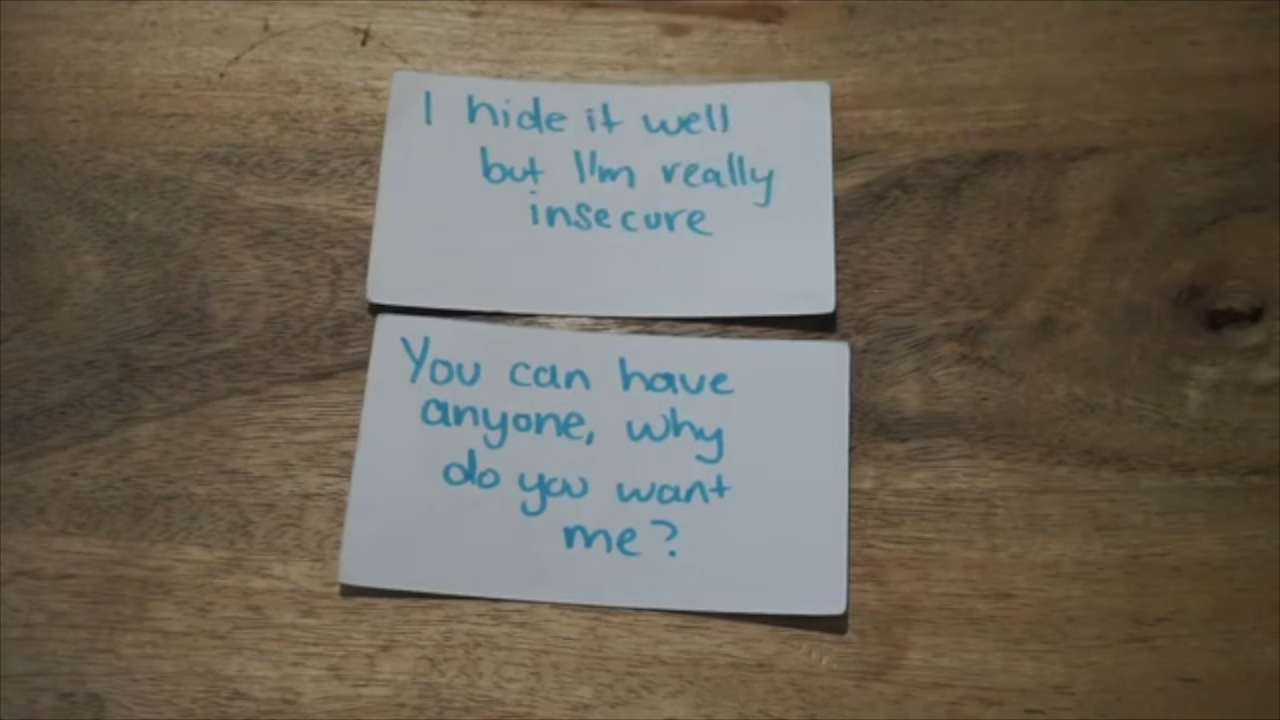 I hide it well
but I'm really
insecure
You can have
anyone, why
do you want
me?